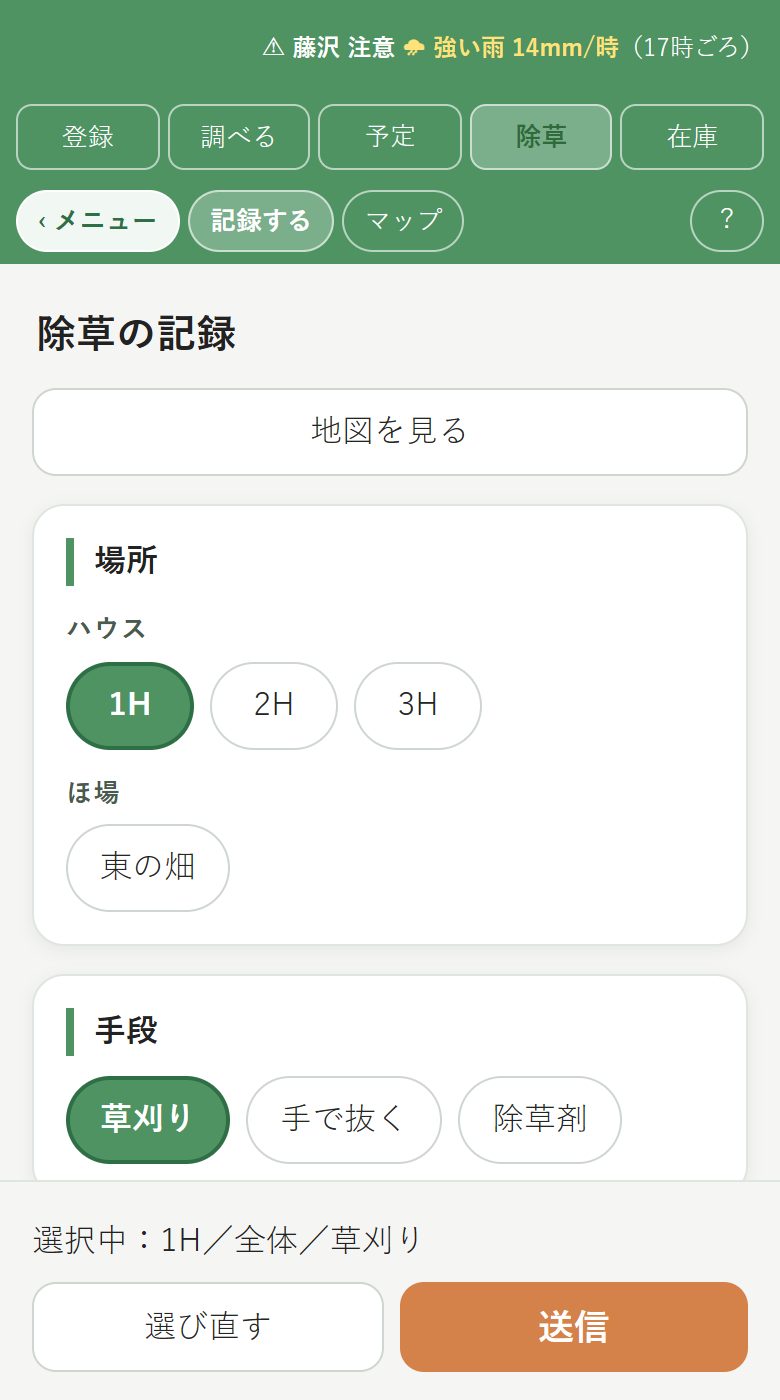 ⚠ 藤沢 注意 🌧 強い雨 14mm/時（17時ごろ）
登録 調べる 予定 除草 在庫
‹ メニュー 記録する マップ ?
除草の記録
地図を見る
場所
ハウス
1H 2H 3H
ほ場
東の畑
手段
草刈り 手で抜く 除草剤
選択中：1H／全体／草刈り
選び直す 送信